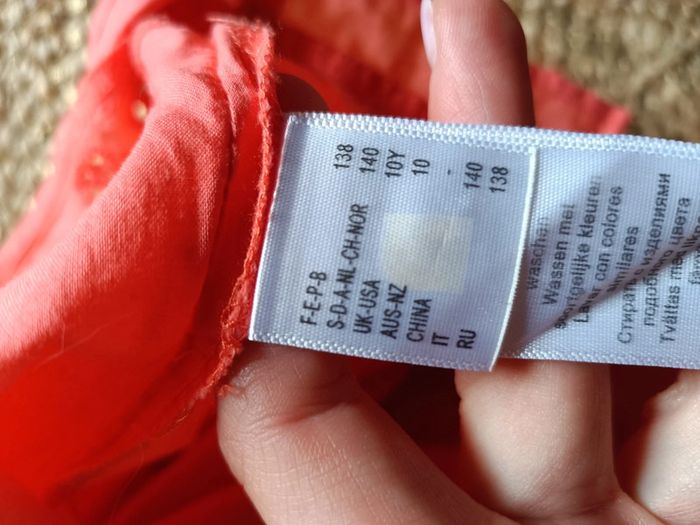 F-E-P-B 138
S-D-A-NL-CH-NOR 140
UK-USA 10Y
AUS-NZ 10
CHINA -
IT 140
RU 138
waschen
Wassen met
soortgelijke kleuren
Lavar con colores
similares
Стирать с изделиями
подобного цвета
Tvättas med